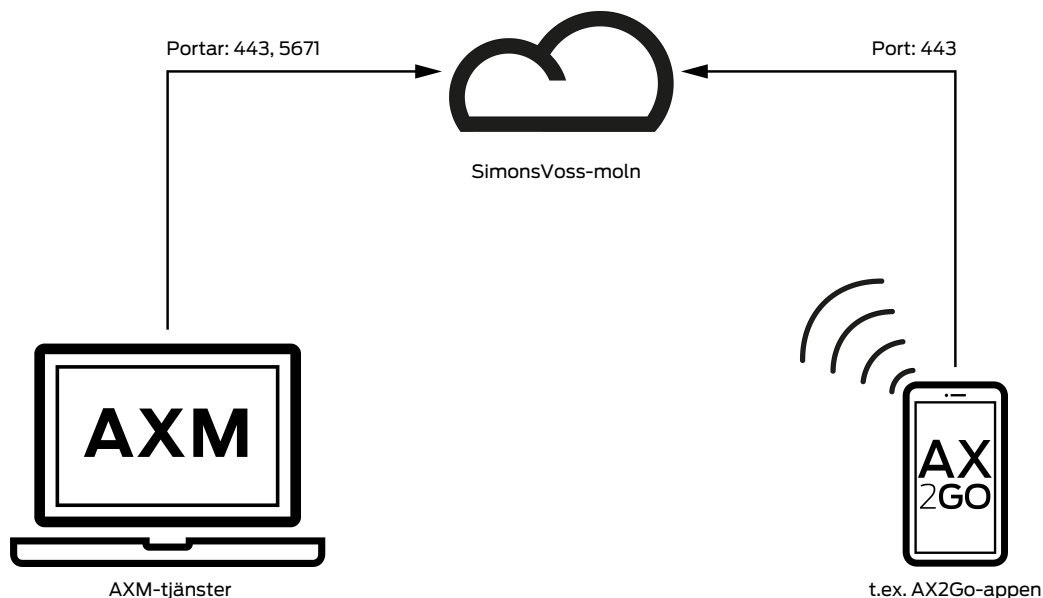 Portar: 443, 5671
Port: 443
SimonsVoss-moln
AXM
AX
2GO
AXM-tjänster
t.ex. AX2Go-appen